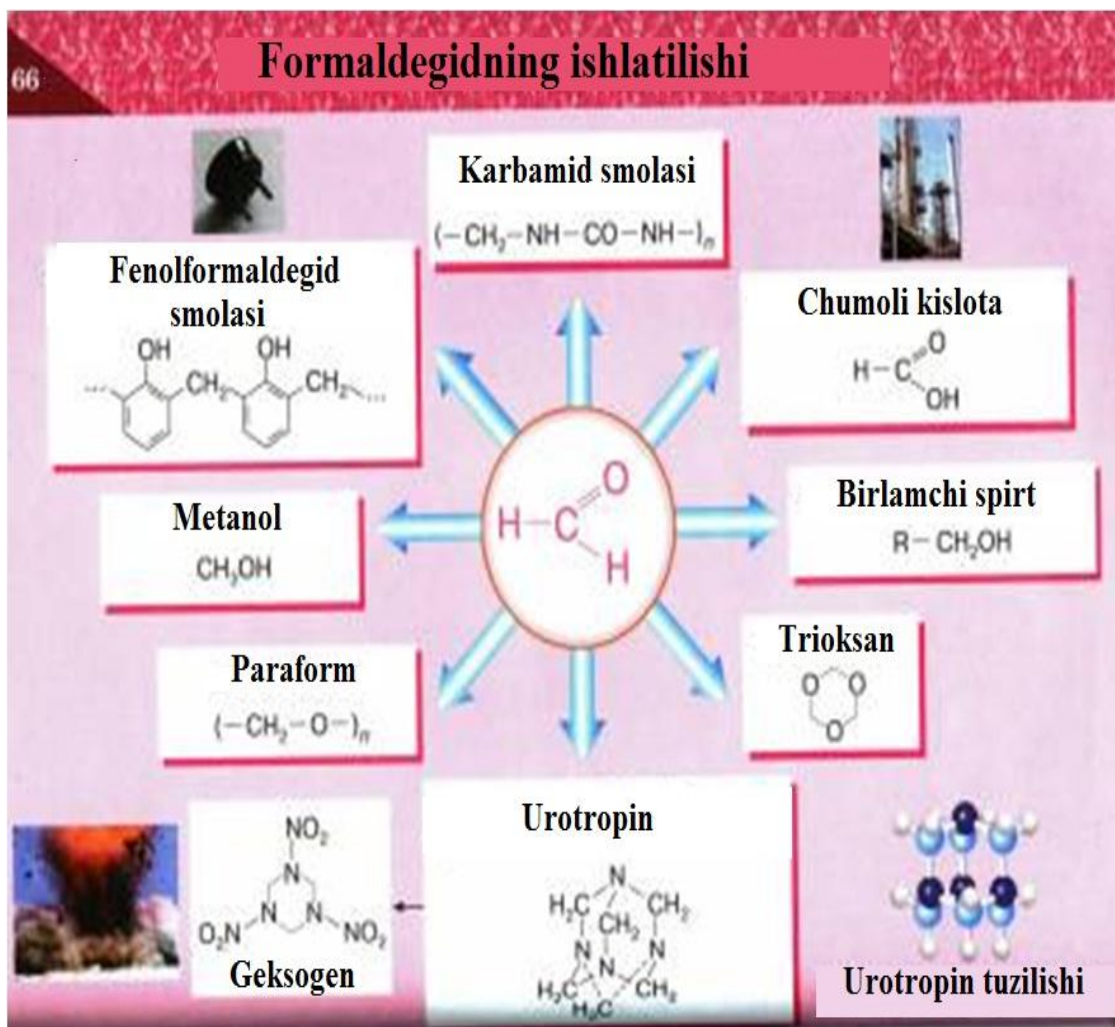 66
Formaldegidning ishlatilishi
Karbamid smolasi
(–CH₂–NH–CO–NH–)ₙ
Fenolformaldegid
smolasi
OH OH
... CH₂ CH₂ ...
Chumoli kislota
O
H–C
OH
Metanol
CH₃OH
O
H–C
H
Birlamchi spirt
R–CH₂OH
Paraform
(–CH₂–O–)ₙ
Trioksan
O O
O
NO₂
N
N N
O₂N NO₂
Geksogen
Urotropin
N
H₂C CH₂
CH₂
N N
N
H₂C CH₂
H₂C
Urotropin tuzilishi